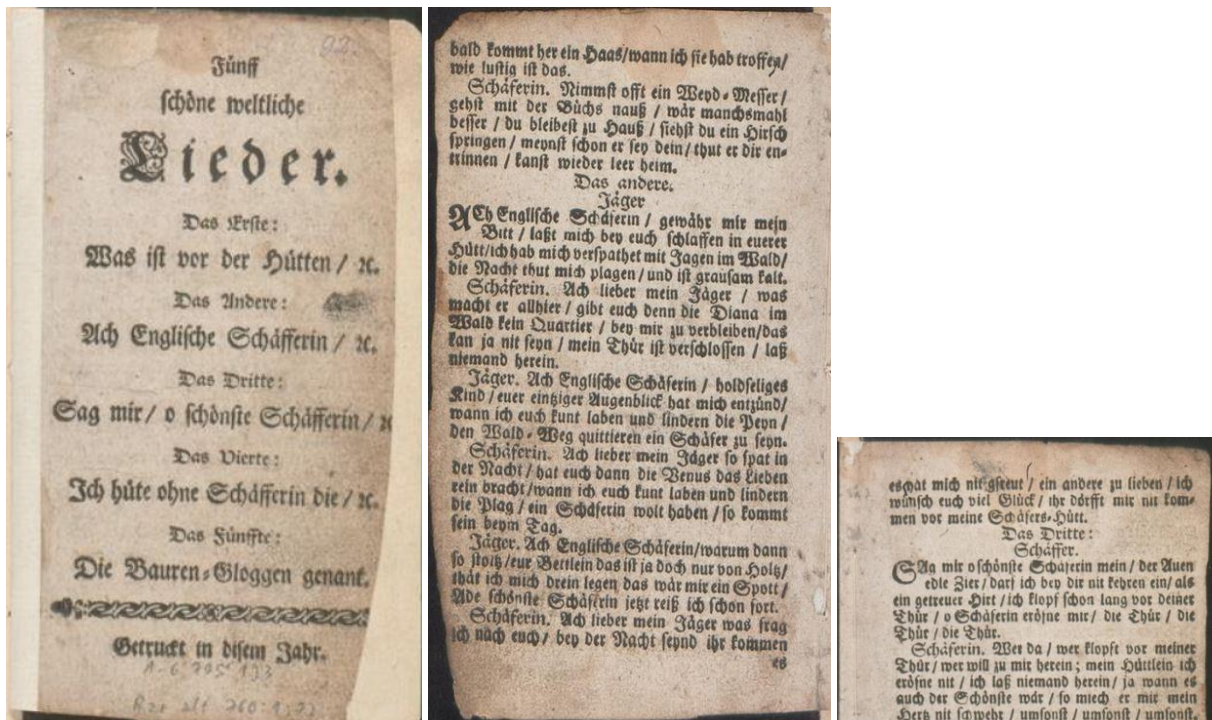 92.
Fünff
schöne weltliche
Lieder.
Das Erste:
Was ist vor der Hütten / ꝛc.
Das Andere:
Ach Englische Schäfferin / ꝛc.
Das Dritte:
Sag mir / o schönste Schäfferin / ꝛc
Das Vierte:
Ich hüte ohne Schäfferin die / ꝛc.
Das Fünffte:
Die Bauren-Gloggen genant.
Getruckt in disem Jahr.
bald kommt her ein Haas/wann ich sie hab troffen/
wie lustig ist das.
Schäferin. Nimmst offt ein Weyd-Messer /
gehst mit der Büchs nauß / wär manchsmahl
besser / du bleibest zu Hauß / siehst du ein Hirsch
springen / meynst schon er sey dein / thut er dir en-
trinnen / kanst wieder leer heim.
Das andere.
Jäger
ACh Englische Schäferin / gewähr mir mein
Bitt / laßt mich bey euch schlaffen in euerer
Hütt/ich hab mich verspathet mit Jagen im Wald/
die Nacht thut mich plagen / und ist grausam kalt.
Schäferin. Ach lieber mein Jäger / was
macht er allhier / gibt euch denn die Diana im
Wald kein Quartier / bey mir zu verbleiben/das
kan ja nit seyn / mein Thür ist verschlossen / laß
niemand herein.
Jäger. Ach Englische Schäferin / holdseliges
Kind / euer eintziger Augenblick hat mich entzünd/
wann ich euch kunt laben und lindern die Peyn /
den Wald-Weg quittieren ein Schäfer zu seyn.
Schäferin. Ach lieber mein Jäger so spat in
der Nacht / hat euch dann die Venus das Lieben
rein bracht/wann ich euch kunt laben und lindern
die Plag / ein Schäferin wolt haben / so kommt
fein beym Tag.
Jäger. Ach Englische Schäferin/warum dann
so stoltz/eur Bettlein das ist ja doch nur von Holtz/
thät ich mich drein legen das wär mir ein Spott /
Ade schönste Schäferin jetzt reiß ich schon fort.
Schäferin. Ach lieber mein Jäger was frag
ich nach euch / bey der Nacht seynd ihr kommen
es
es hat mich nit gfreut / ein andere zu lieben / ich
wünsch euch viel Glück / ihr dörfft mir nit kom-
men vor meine Schäfers-Hütt.
Das Dritte:
Schäffer.
SAg mir o schönste Schäferin mein / der Auen
edle Zier / darf ich bey dir nit kehren ein / als
ein getreuer Hirt / ich klopf schon lang vor deiner
Thür / o Schäferin eröfne mir / die Thür / die
Thür / die Thür.
Schäferin. Wer da / wer klopft vor meiner
Thür / wer will zu mir herein ; mein Hüttlein ich
eröfne nit / ich laß niemand herein / ja wann es
auch der Schönste wär / so miech er mir mein
Hertz nit schwehr / umsonst / umsonst / umsonst.